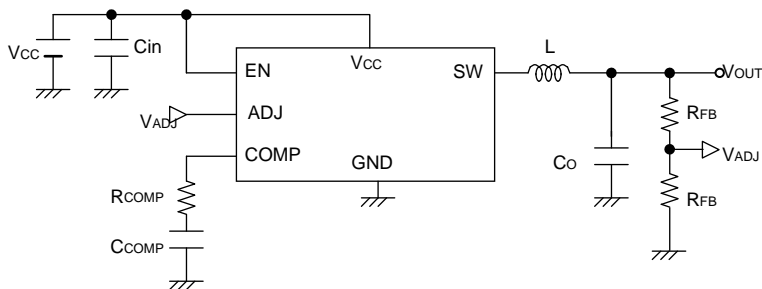 L
VCC
Cin
VCC
SW
VOUT
EN
RFB
VADJ
ADJ
COMP
GND
CO
VADJ
RCOMP
RFB
CCOMP